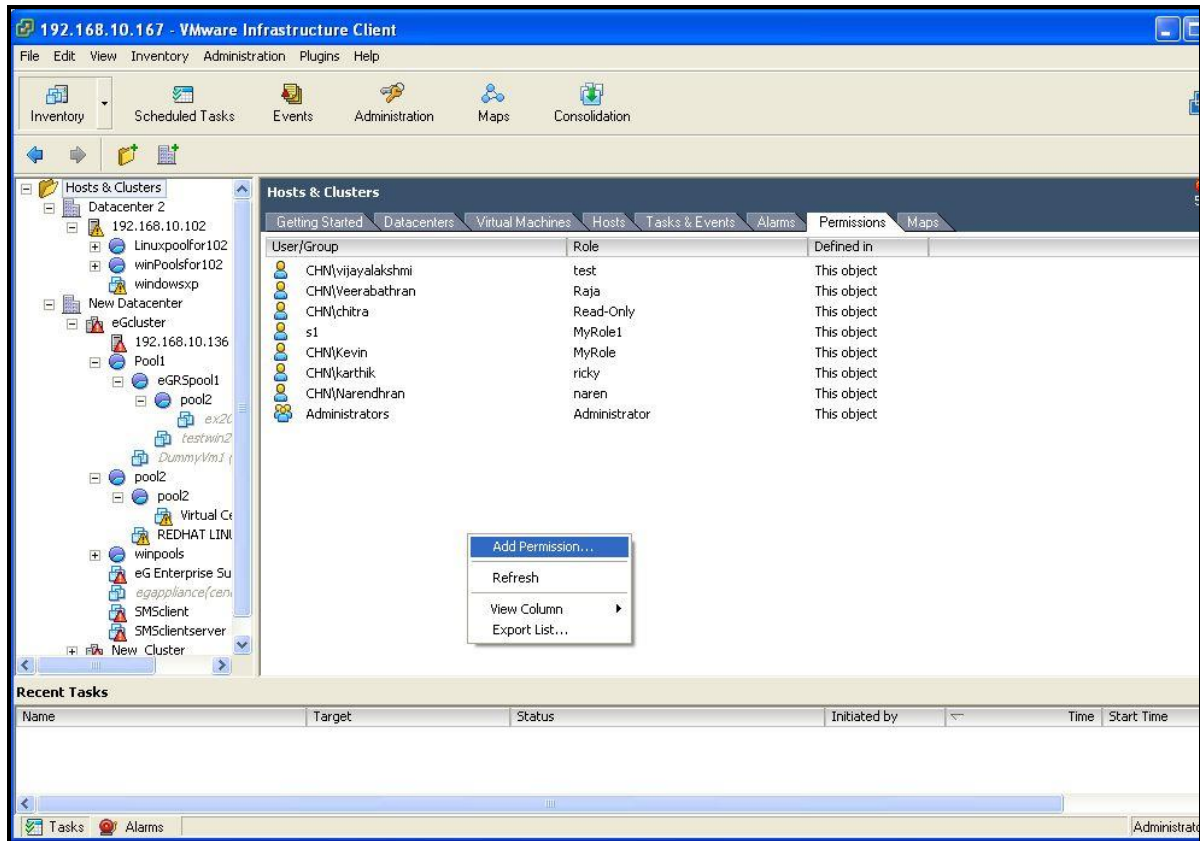 192.168.10.167 - VMware Infrastructure Client
File Edit View Inventory Administration Plugins Help
Inventory Scheduled Tasks Events Administration Maps Consolidation
Hosts & Clusters
Datacenter 2
192.168.10.102
Linuxpoolfor102
winPoolsfor102
windowsxp
New Datacenter
eGcluster
192.168.10.136
Pool1
eGRSpool1
pool2
ex20
testwin2
DummyVm1 (
pool2
pool2
Virtual Ce
REDHAT LINU
winpools
eG Enterprise Su
egappliance(cen
SMSclient
SMSclientserver
New Cluster
Hosts & Clusters
Getting Started Datacenters Virtual Machines Hosts Tasks & Events Alarms Permissions Maps
User/Group Role Defined in
CHN\vijayalakshmi test This object
CHN\Veerabathran Raja This object
CHN\chitra Read-Only This object
s1 MyRole1 This object
CHN\Kevin MyRole This object
CHN\karthik ricky This object
CHN\Narendhran naren This object
Administrators Administrator This object
Add Permission...
Refresh
View Column
Export List...
Recent Tasks
Name Target Status Initiated by Time Start Time
Tasks Alarms Administrato